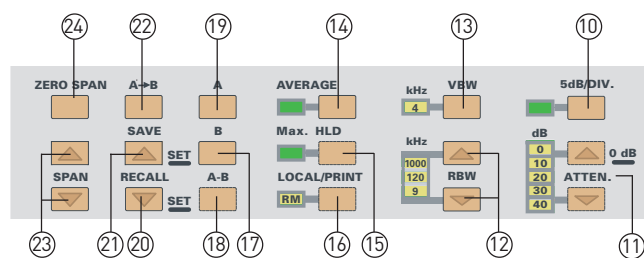 24 22 19 14 13 10
ZERO SPAN A→B A AVERAGE kHz VBW 5dB/DIV.
4
SAVE B Max. HLD kHz dB
SET 1000 0 0 dB
120 10
SPAN RECALL A-B LOCAL/PRINT RBW 20 ATTEN.
9 30
SET RM 40
23 21 20 18 17 16 15 12 11